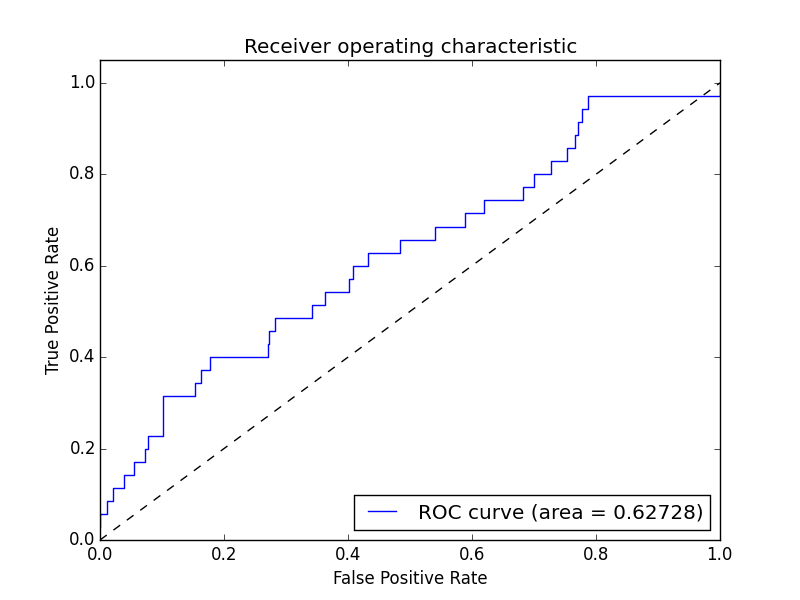 Receiver operating characteristic
1.0
0.8
0.6
0.4
0.2
0.0
True Positive Rate
ROC curve (area = 0.62728)
0.0 0.2 0.4 0.6 0.8 1.0
False Positive Rate